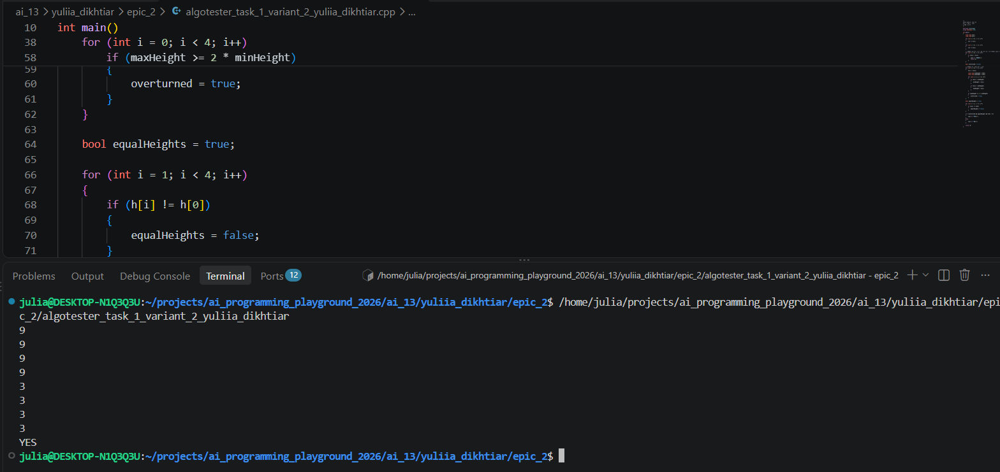 ai_13 > yuliia_dikhtiar > epic_2 > algotester_task_1_variant_2_yuliia_dikhtiar.cpp > ...
10 int main()
38 for (int i = 0; i < 4; i++)
58 if (maxHeight >= 2 * minHeight)
59 {
60 overturned = true;
61 }
62 }
63
64 bool equalHeights = true;
65
66 for (int i = 1; i < 4; i++)
67 {
68 if (h[i] != h[0])
69 {
70 equalHeights = false;
71 }
Problems Output Debug Console Terminal Ports 12 /home/julia/projects/ai_programming_playground_2026/ai_13/yuliia_dikhtiar/epic_2/algotester_task_1_variant_2_yuliia_dikhtiar - epic_2
julia@DESKTOP-N1Q3Q3U:~/projects/ai_programming_playground_2026/ai_13/yuliia_dikhtiar/epic_2$ /home/julia/projects/ai_programming_playground_2026/ai_13/yuliia_dikhtiar/epi
c_2/algotester_task_1_variant_2_yuliia_dikhtiar
9
9
9
9
3
3
3
3
YES
julia@DESKTOP-N1Q3Q3U:~/projects/ai_programming_playground_2026/ai_13/yuliia_dikhtiar/epic_2$